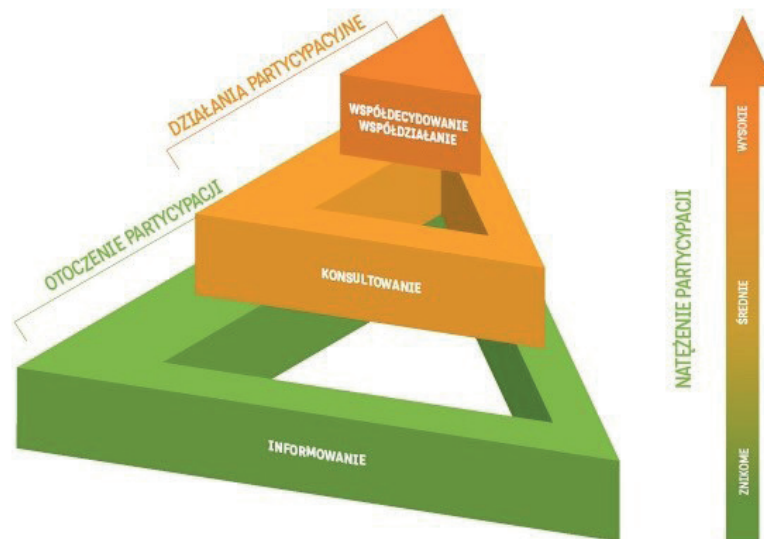 DZIAŁANIA PARTYCYPACYJNE
OTOCZENIE PARTYCYPACJI
WSPÓŁDECYDOWANIE
WSPÓŁDZIAŁANIE
KONSULTOWANIE
INFORMOWANIE
NATĘŻENIE PARTYCYPACJI
WYSOKIE
ŚREDNIE
ZNIKOME